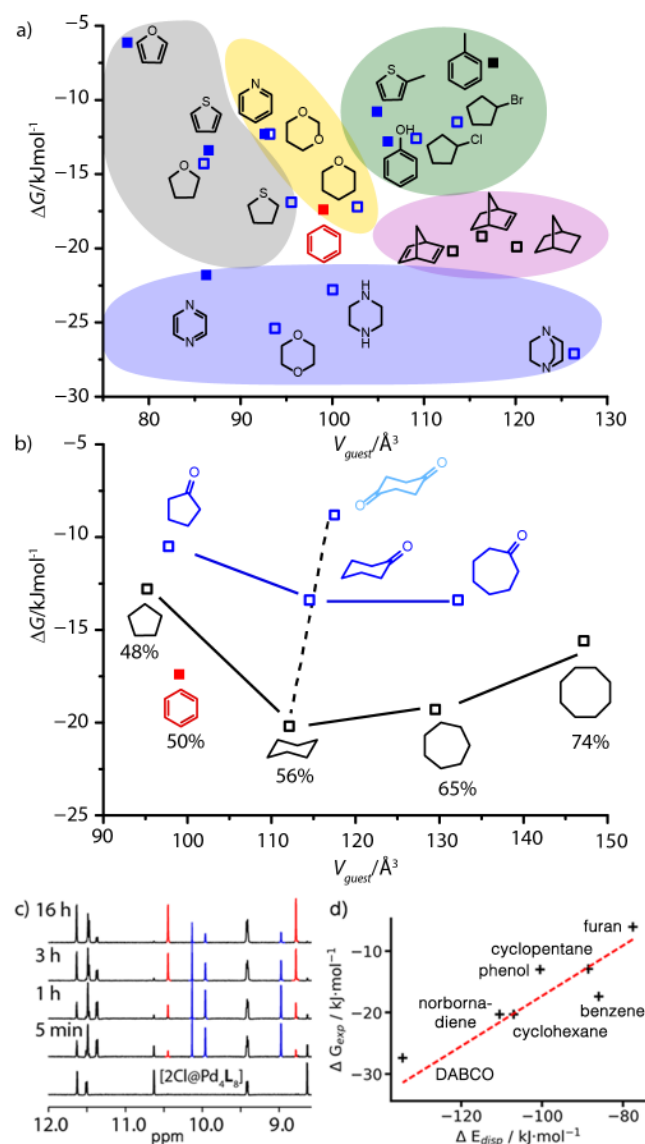 a)
−5
−10
−15
−20
−25
−30
ΔG/kJmol⁻¹
O
N
S
O
O
S
O
O
S
OH
Br
Cl
N
N
O
O
H
N
N
H
N
N
80 90 100 110 120 130
V_guest/Å³
b)
−5
−10
−15
−20
−25
ΔG/kJmol⁻¹
O
O
O
O
O
48%
50%
56%
65%
74%
90 100 110 120 130 140 150
V_guest/Å³
c)
16 h
3 h
1 h
5 min
[2Cl@Pd₄L₈]
12.0 11.0 10.0 9.0
ppm
d)
−10
−20
−30
Δ G_exp / kJ·mol⁻¹
furan
cyclopentane
phenol
benzene
norborna-
diene
cyclohexane
DABCO
−120 −100 −80
Δ E_disp / kJ·mol⁻¹